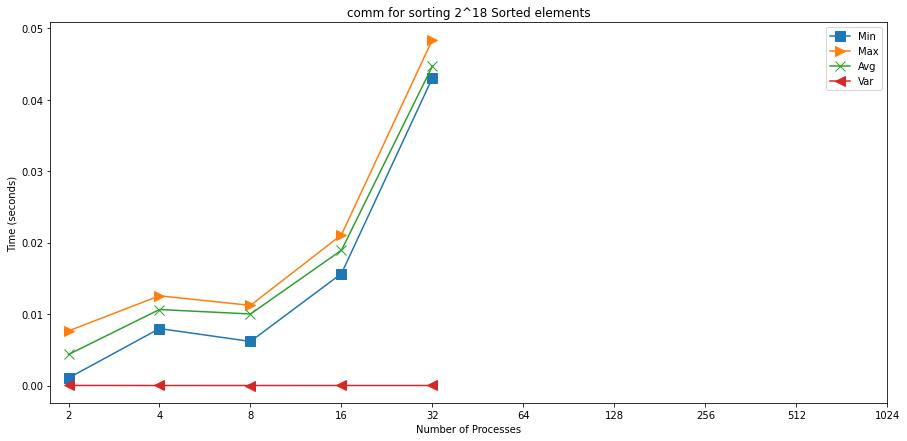 comm for sorting 2^18 Sorted elements
Min
Max
Avg
Var
Time (seconds)
0.05
0.04
0.03
0.02
0.01
0.00
2 4 8 16 32 64 128 256 512 1024
Number of Processes